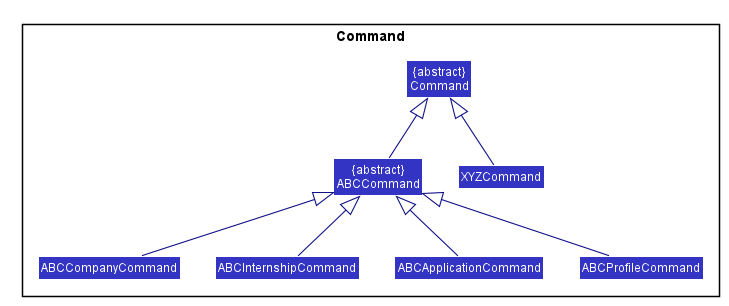 Command
{abstract}
Command
{abstract}
ABCCommand
XYZCommand
ABCCompanyCommand
ABCInternshipCommand
ABCApplicationCommand
ABCProfileCommand